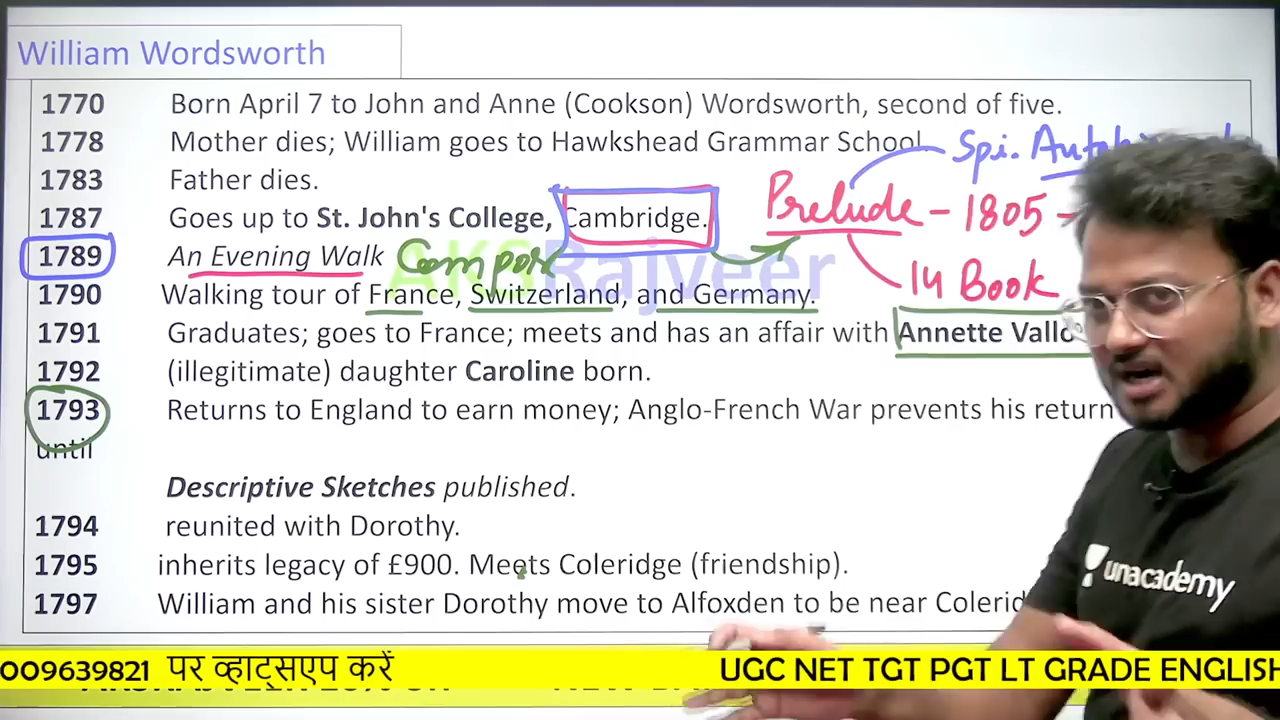 William Wordsworth
1770 Born April 7 to John and Anne (Cookson) Wordsworth, second of five.
1778 Mother dies; William goes to Hawkshead Grammar School.
Spi.
1783 Father dies.
Prelude - 1805 -
1787 Goes up to St. John's College, Cambridge.
1789 An Evening Walk
Rajveer
14 Book
1790 Walking tour of France, Switzerland, and Germany.
1791 Graduates; goes to France; meets and has an affair with Annette
1792 (illegitimate) daughter Caroline born.
1793 Returns to England to earn money; Anglo-French War prevents his return
until
Descriptive Sketches published.
1794 reunited with Dorothy.
1795 inherits legacy of £900. Meets Coleridge (friendship).
1797 William and his sister Dorothy move to Alfoxden to be near
unacademy
009639821 पर व्हाट्सएप करें
UGC NET TGT PGT LT GRADE ENGLISH